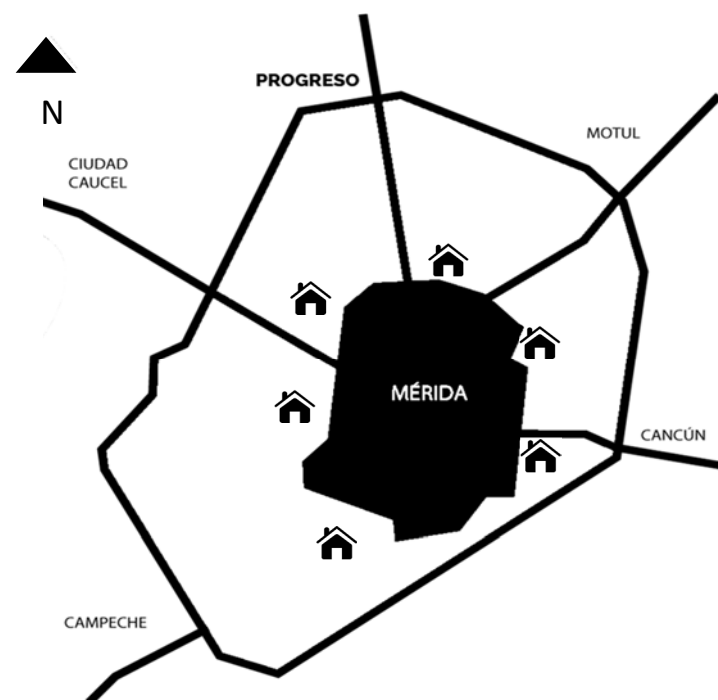 PROGRESO
N
MOTUL
CIUDAD
CAUCEL
MÉRIDA
CANCÚN
CAMPECHE